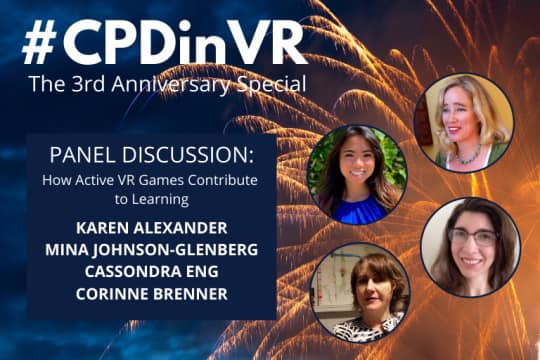 #CPDinVR
The 3rd Anniversary Special
PANEL DISCUSSION:
How Active VR Games Contribute
to Learning
KAREN ALEXANDER
MINA JOHNSON-GLENBERG
CASSONDRA ENG
CORINNE BRENNER